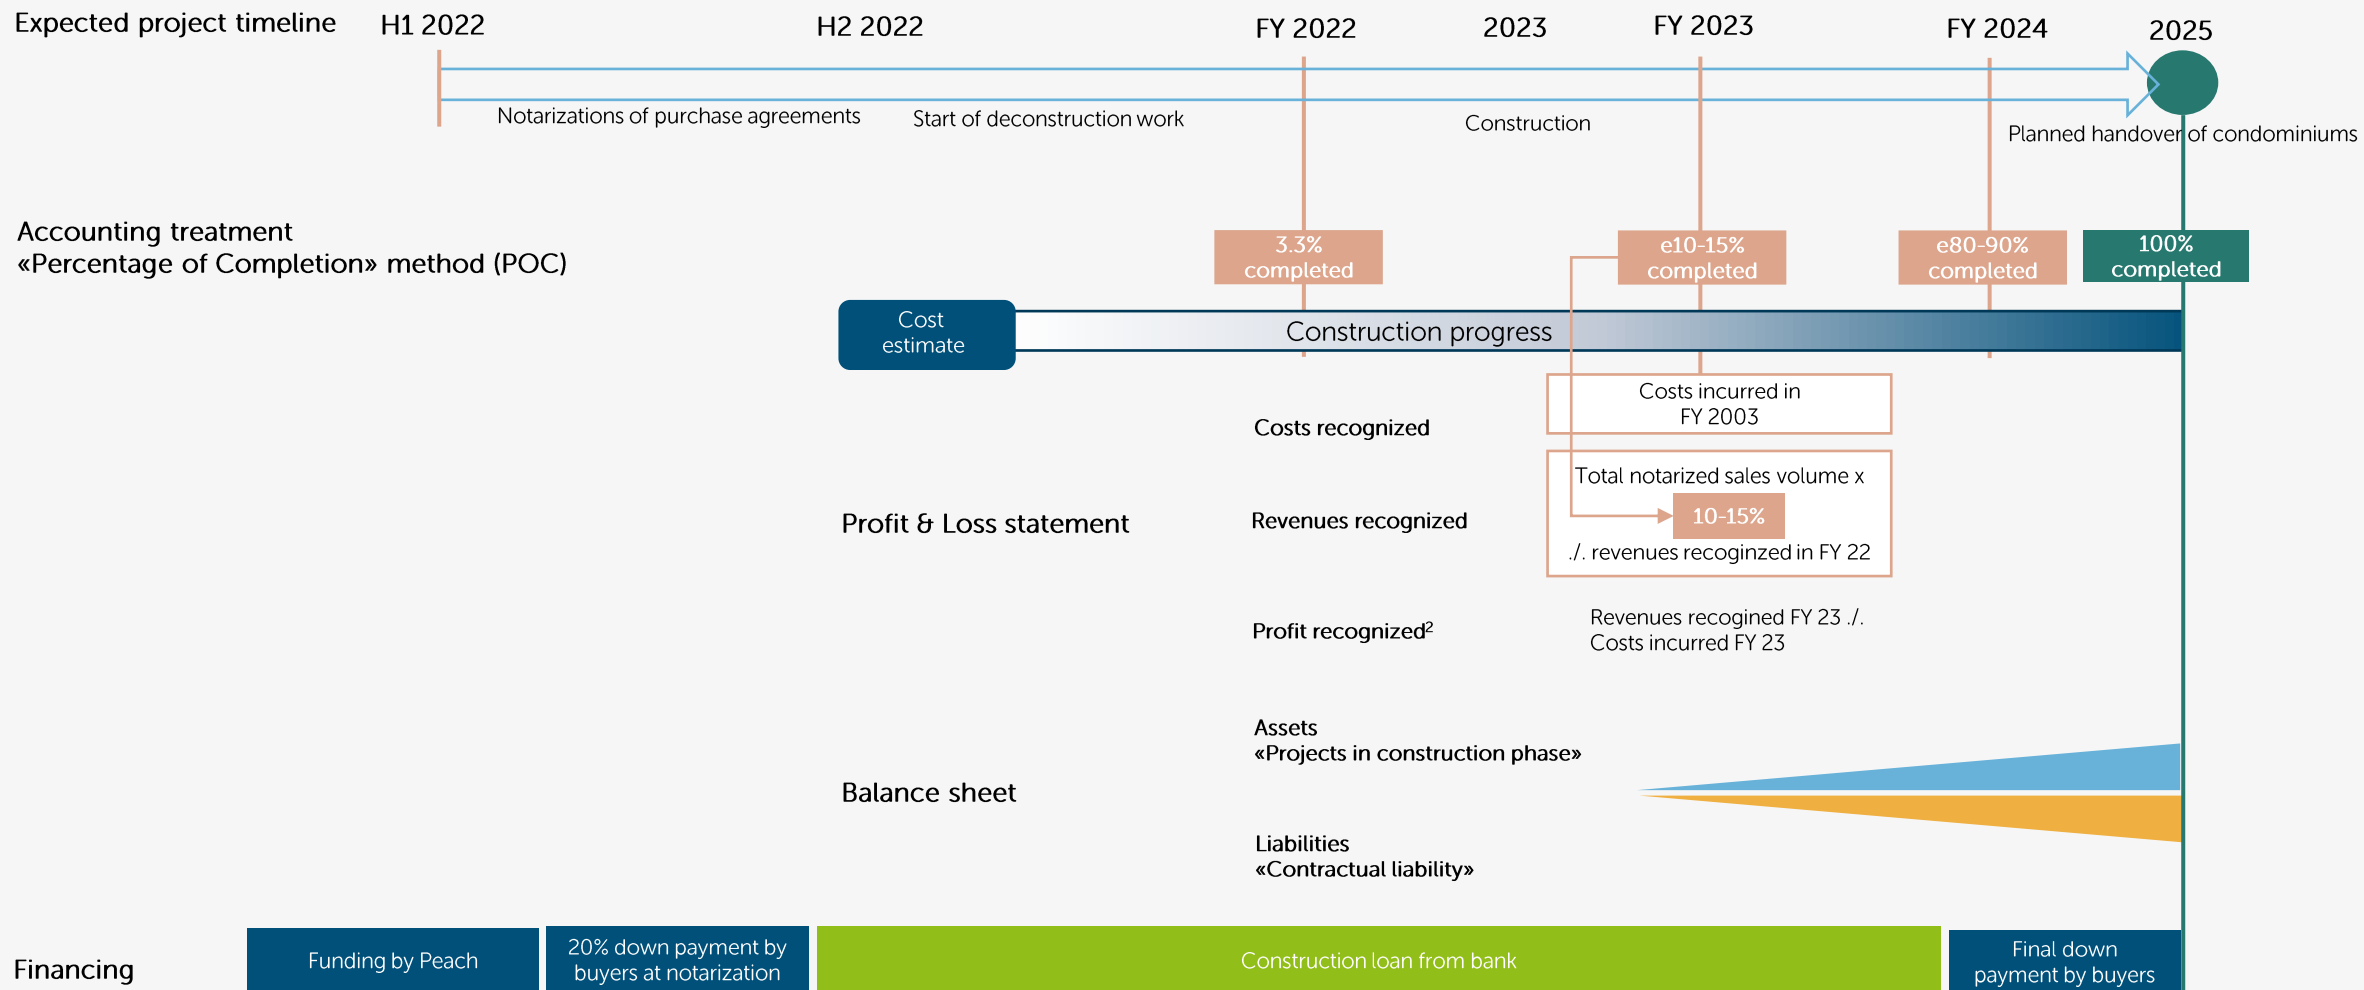 Expected project timeline
H1 2022
H2 2022
FY 2022
2023
FY 2023
FY 2024
2025
Notarizations of purchase agreements
Start of deconstruction work
Construction
Planned handover of condominiums
Accounting treatment
«Percentage of Completion» method (POC)
3.3%
completed
e10-15%
completed
e80-90%
completed
100%
completed
Cost
estimate
Construction progress
Costs recognized
Costs incurred in
FY 2003
Profit & Loss statement
Revenues recognized
Total notarized sales volume x
10-15%
./. revenues recoginzed in FY 22
Profit recognized²
Revenues recogined FY 23 ./.
Costs incurred FY 23
Balance sheet
Assets
«Projects in construction phase»
Liabilities
«Contractual liability»
Financing
Funding by Peach
20% down payment by
buyers at notarization
Construction loan from bank
Final down
payment by buyers